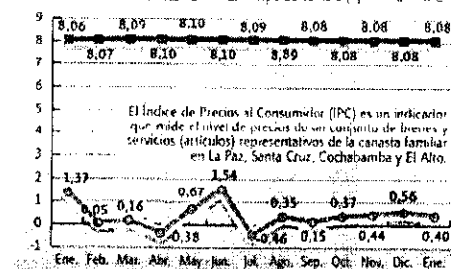 8,06 8,09 8,10 8,09 8,08 8,08 8,08
8,07 8,10 8,10 8,09 8,08 8,08
9
8
7
6
5
4
3
2
1
0
-1
El Índice de Precios al Consumidor (IPC) es un indicador
que mide el nivel de precios de un conjunto de bienes y
servicios (artículos) representativos de la canasta familiar
en La Paz, Santa Cruz, Cochabamba y El Alto.
1,37 0,16 0,67 1,54 0,35 0,37 0,56
0,05 -0,38 -0,46 0,15 0,44 0,40
Ene. Feb. Mar. Abr. May. Jun. Jul. Ago. Sep. Oct. Nov. Dic. Ene.